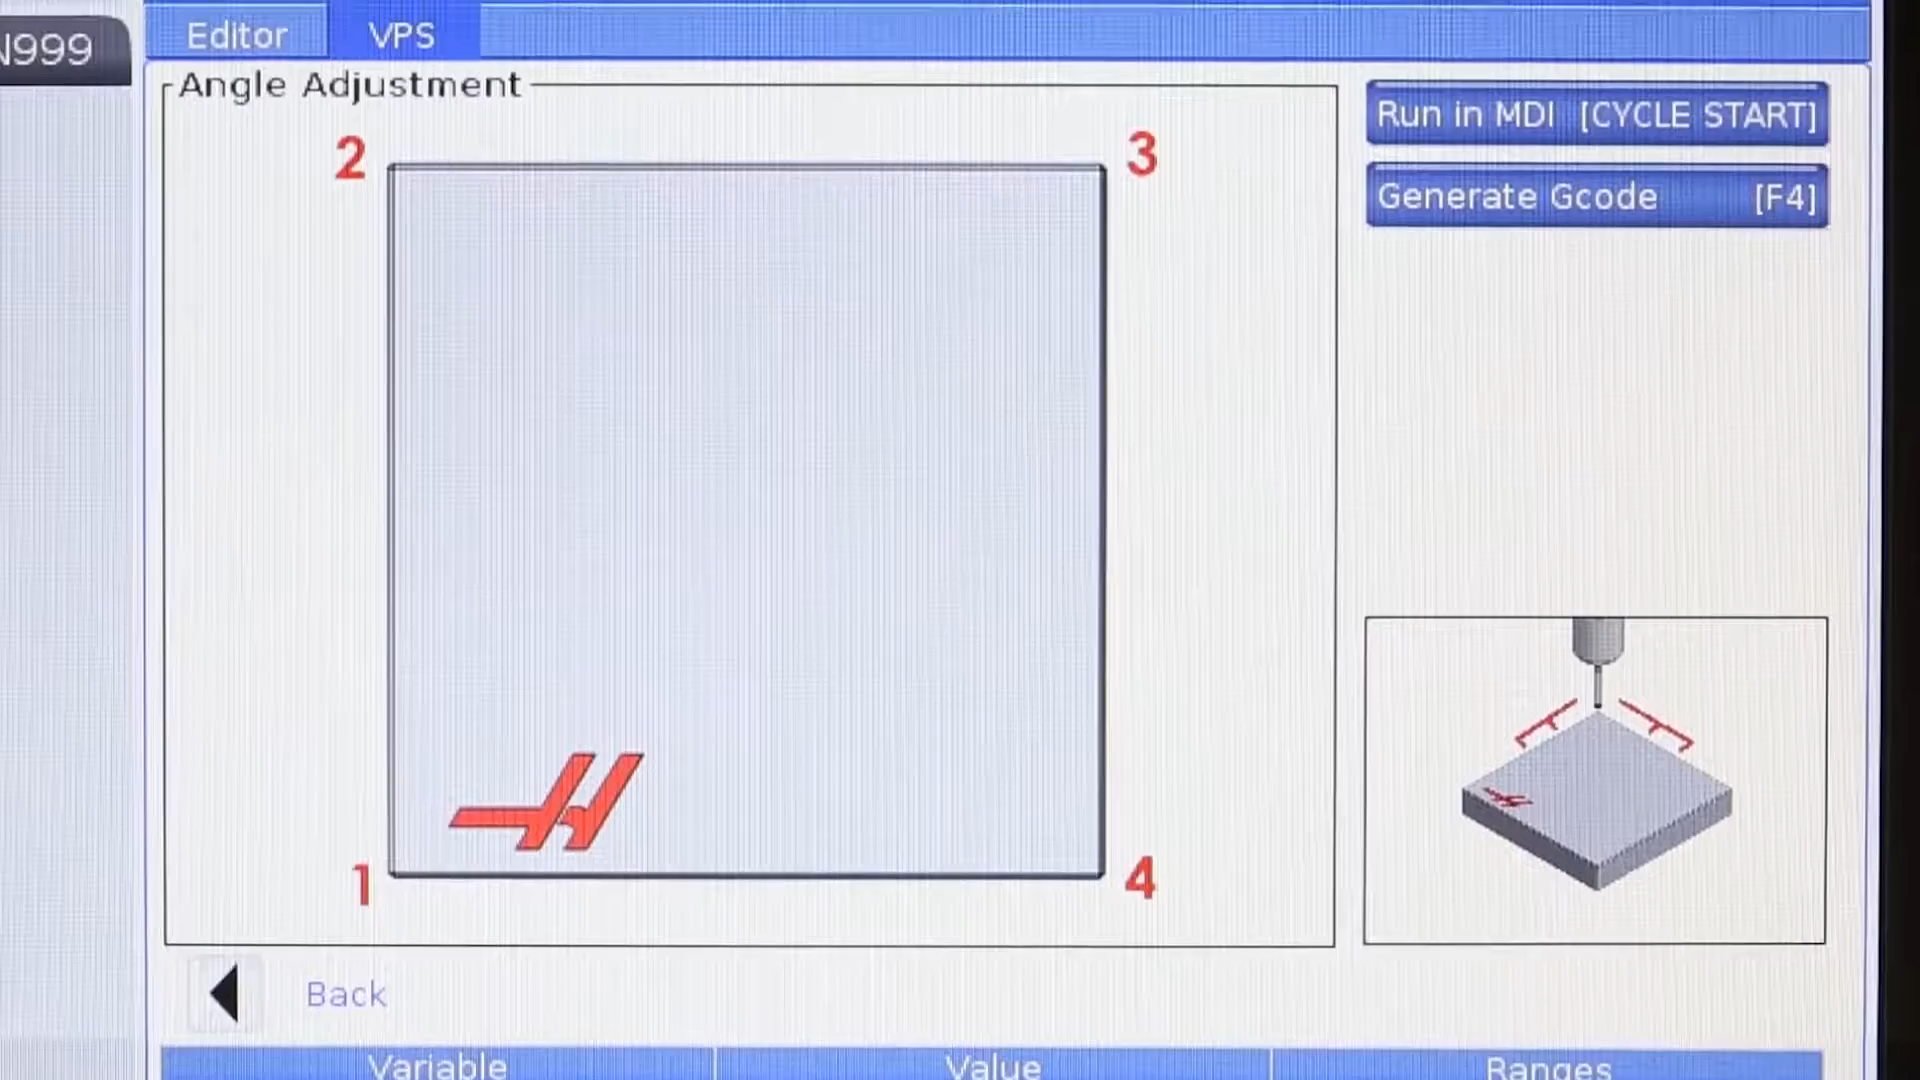 N999
Editor VPS
Angle Adjustment
Run in MDI [CYCLE START]
Generate Gcode [F4]
2
3
1
4
Back
Variable Value Ranges